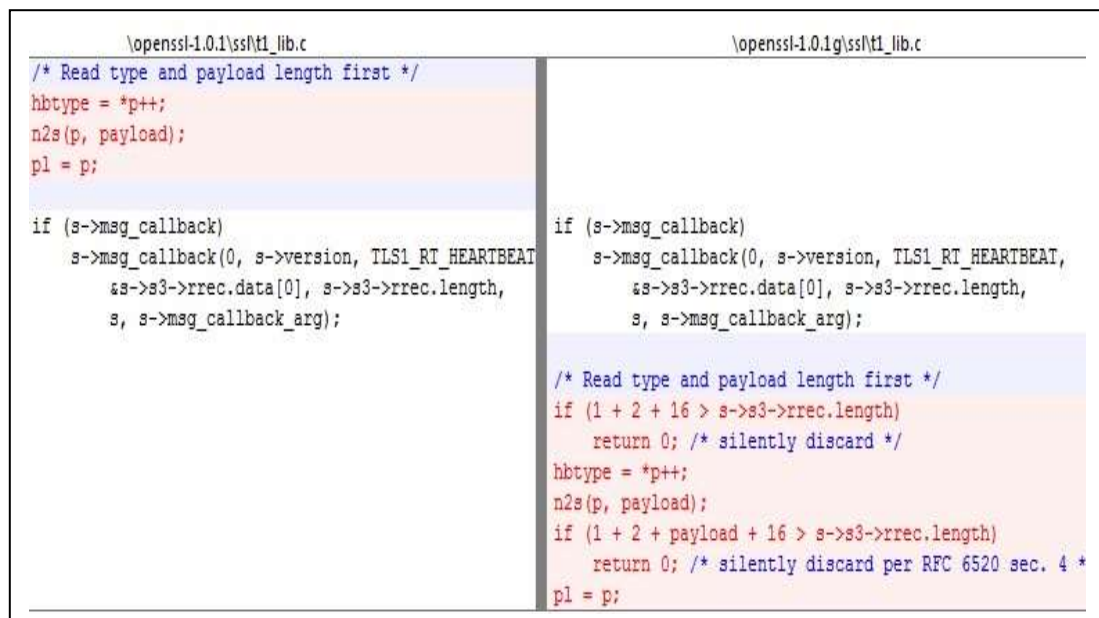 \openssl-1.0.1\ssl\t1_lib.c
/* Read type and payload length first */
hbtype = *p++;
n2s(p, payload);
pl = p;
if (s->msg_callback)
s->msg_callback(0, s->version, TLS1_RT_HEARTBEAT
&s->s3->rrec.data[0], s->s3->rrec.length,
s, s->msg_callback_arg);
\openssl-1.0.1g\ssl\t1_lib.c
if (s->msg_callback)
s->msg_callback(0, s->version, TLS1_RT_HEARTBEAT,
&s->s3->rrec.data[0], s->s3->rrec.length,
s, s->msg_callback_arg);
/* Read type and payload length first */
if (1 + 2 + 16 > s->s3->rrec.length)
return 0; /* silently discard */
hbtype = *p++;
n2s(p, payload);
if (1 + 2 + payload + 16 > s->s3->rrec.length)
return 0; /* silently discard per RFC 6520 sec. 4 *
pl = p;